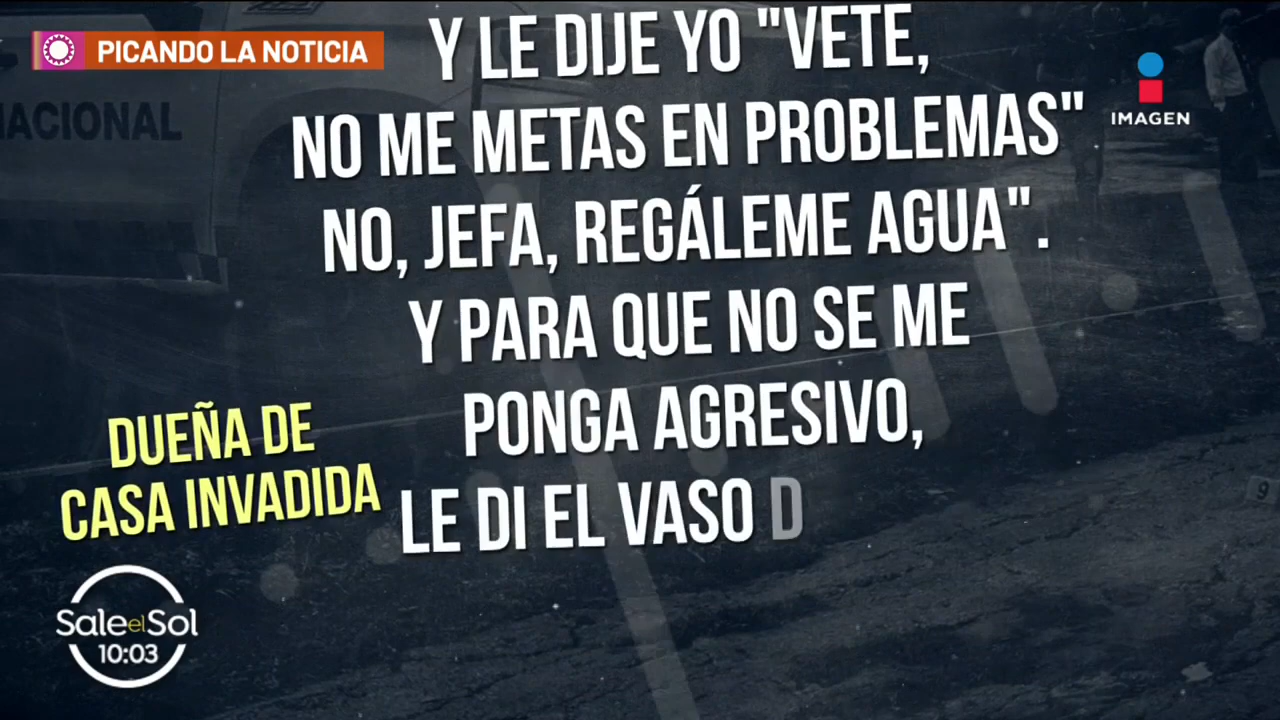 PICANDO LA NOTICIA
NACIONAL
IMAGEN
Y LE DIJE YO "VETE,
NO ME METAS EN PROBLEMAS"
NO, JEFA, REGÁLEME AGUA".
Y PARA QUE NO SE ME
PONGA AGRESIVO,
LE DI EL VASO D
DUEÑA DE
CASA INVADIDA
Sale el Sol
10:03
9